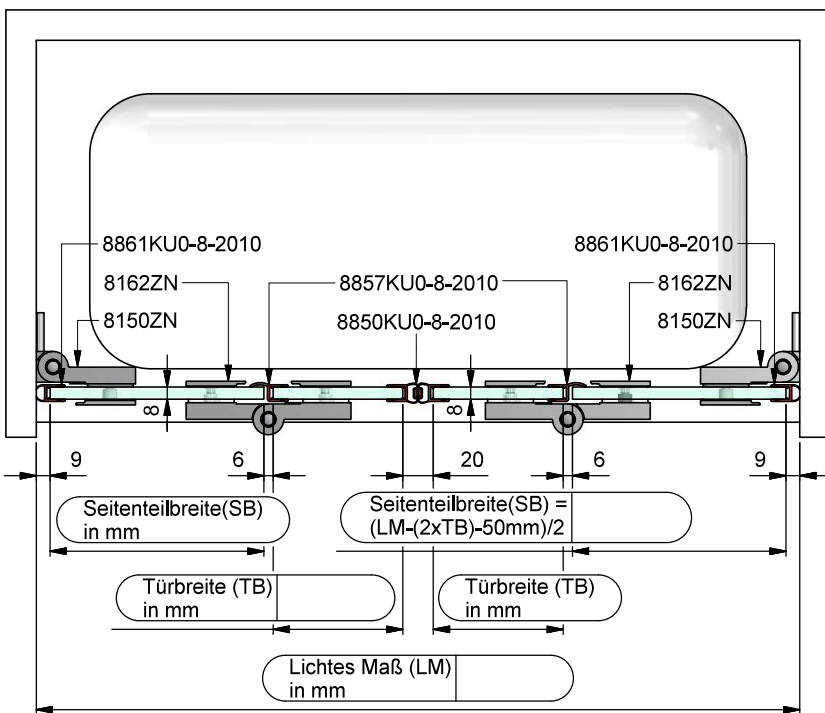 8861KU0-8-2010
8861KU0-8-2010
8162ZN
8857KU0-8-2010
8162ZN
8150ZN
8850KU0-8-2010
8150ZN
8
8
9
6
20
6
9
Seitenteilbreite(SB)
in mm
Seitenteilbreite(SB) =
(LM-(2xTB)-50mm)/2
Türbreite (TB)
in mm
Türbreite (TB)
in mm
Lichtes Maß (LM)
in mm